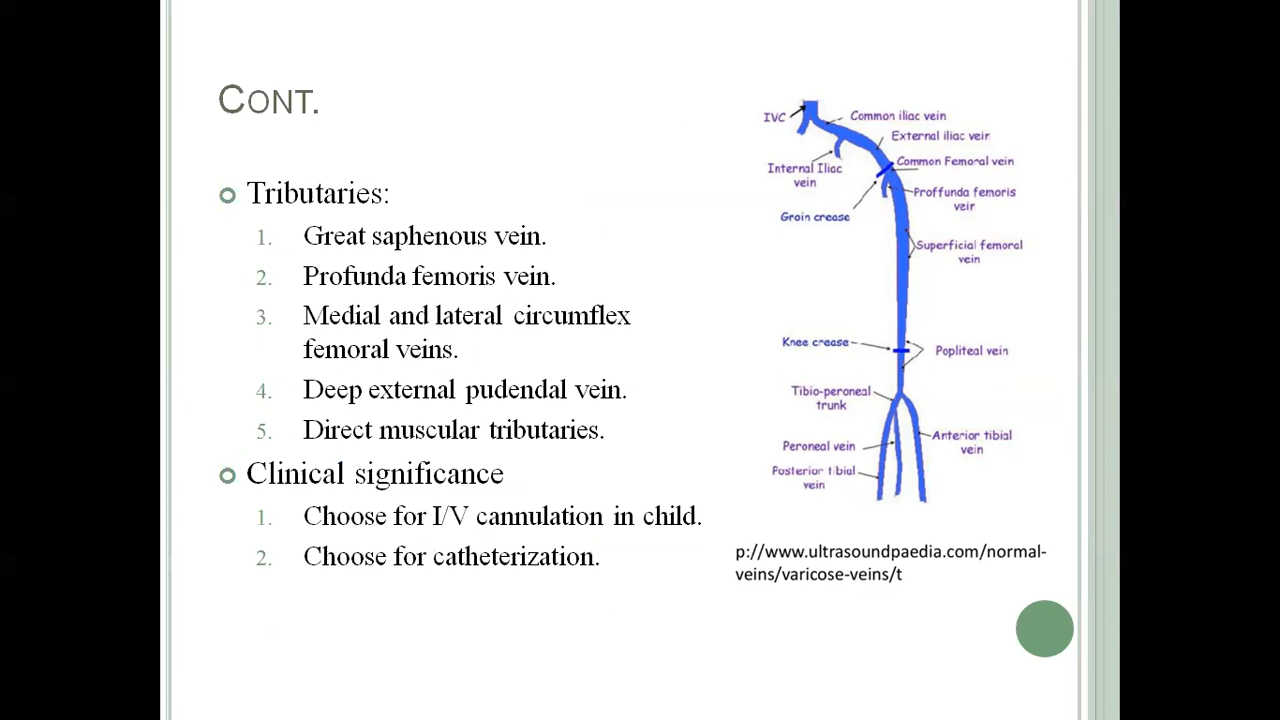 CONT.
Tributaries:
1. Great saphenous vein.
2. Profunda femoris vein.
3. Medial and lateral circumflex
femoral veins.
4. Deep external pudendal vein.
5. Direct muscular tributaries.
Clinical significance
1. Choose for I/V cannulation in child.
2. Choose for catheterization.
IVC
Common iliac vein
External iliac vein
Internal Iliac
vein
Common Femoral vein
Groin crease
Proffunda femoris
veir
Superficial femoral
vein
Knee crease
Popliteal vein
Tibio-peroneal
trunk
Peroneal vein
Anterior tibial
vein
Posterior tibial
vein
p://www.ultrasoundpaedia.com/normal-
veins/varicose-veins/t